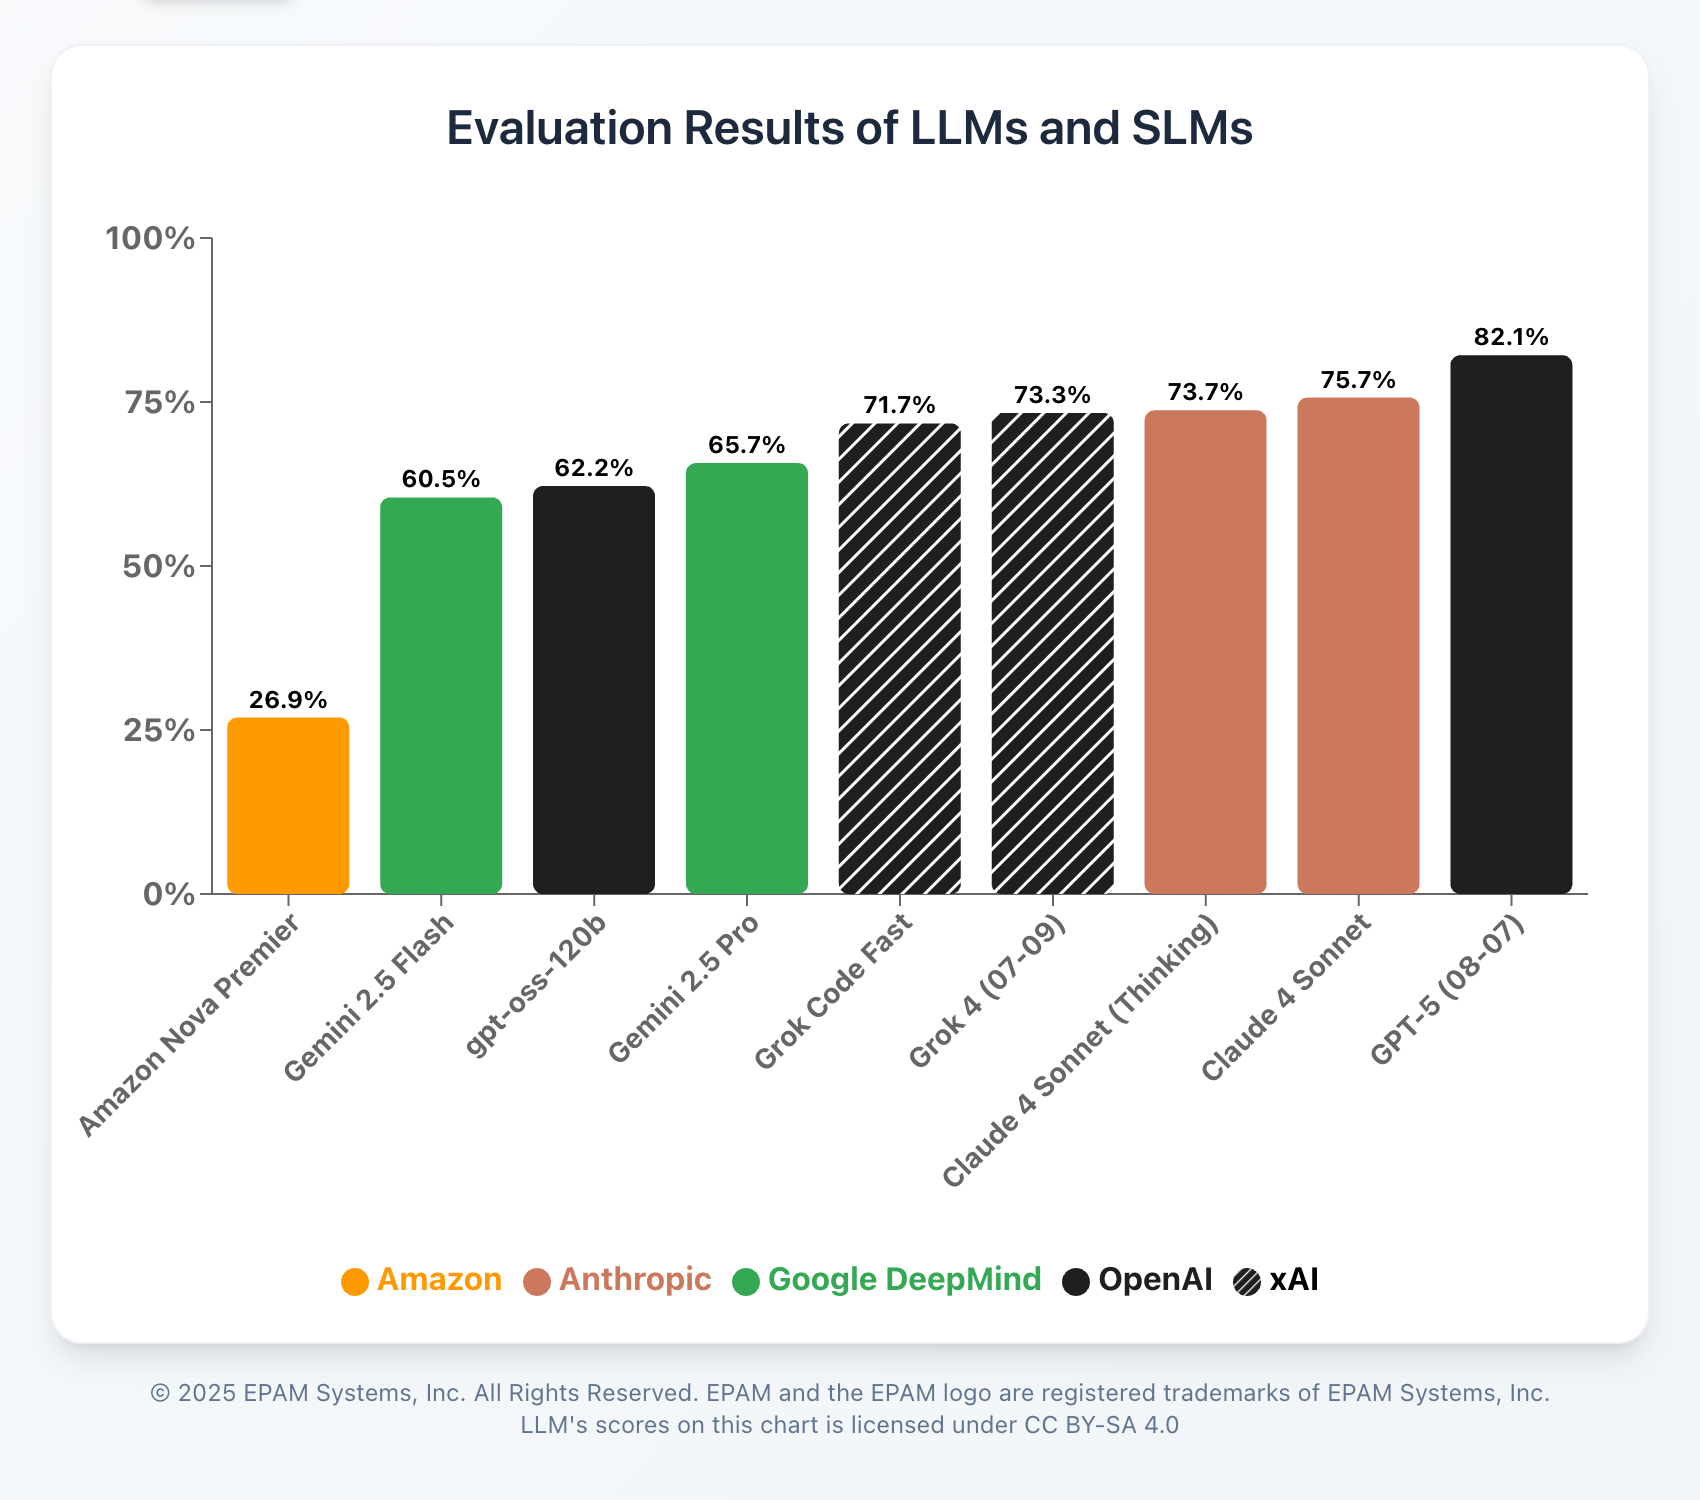 Evaluation Results of LLMs and SLMs
100%
75%
50%
25%
0%
26.9%
60.5%
62.2%
65.7%
71.7%
73.3%
73.7%
75.7%
82.1%
Amazon Nova Premier
Gemini 2.5 Flash
gpt-oss-120b
Gemini 2.5 Pro
Grok Code Fast
Grok 4 (07-09)
Claude 4 Sonnet (Thinking)
Claude 4 Sonnet
GPT-5 (08-07)
Amazon Anthropic Google DeepMind OpenAI xAI
© 2025 EPAM Systems, Inc. All Rights Reserved. EPAM and the EPAM logo are registered trademarks of EPAM Systems, Inc.
LLM's scores on this chart is licensed under CC BY-SA 4.0